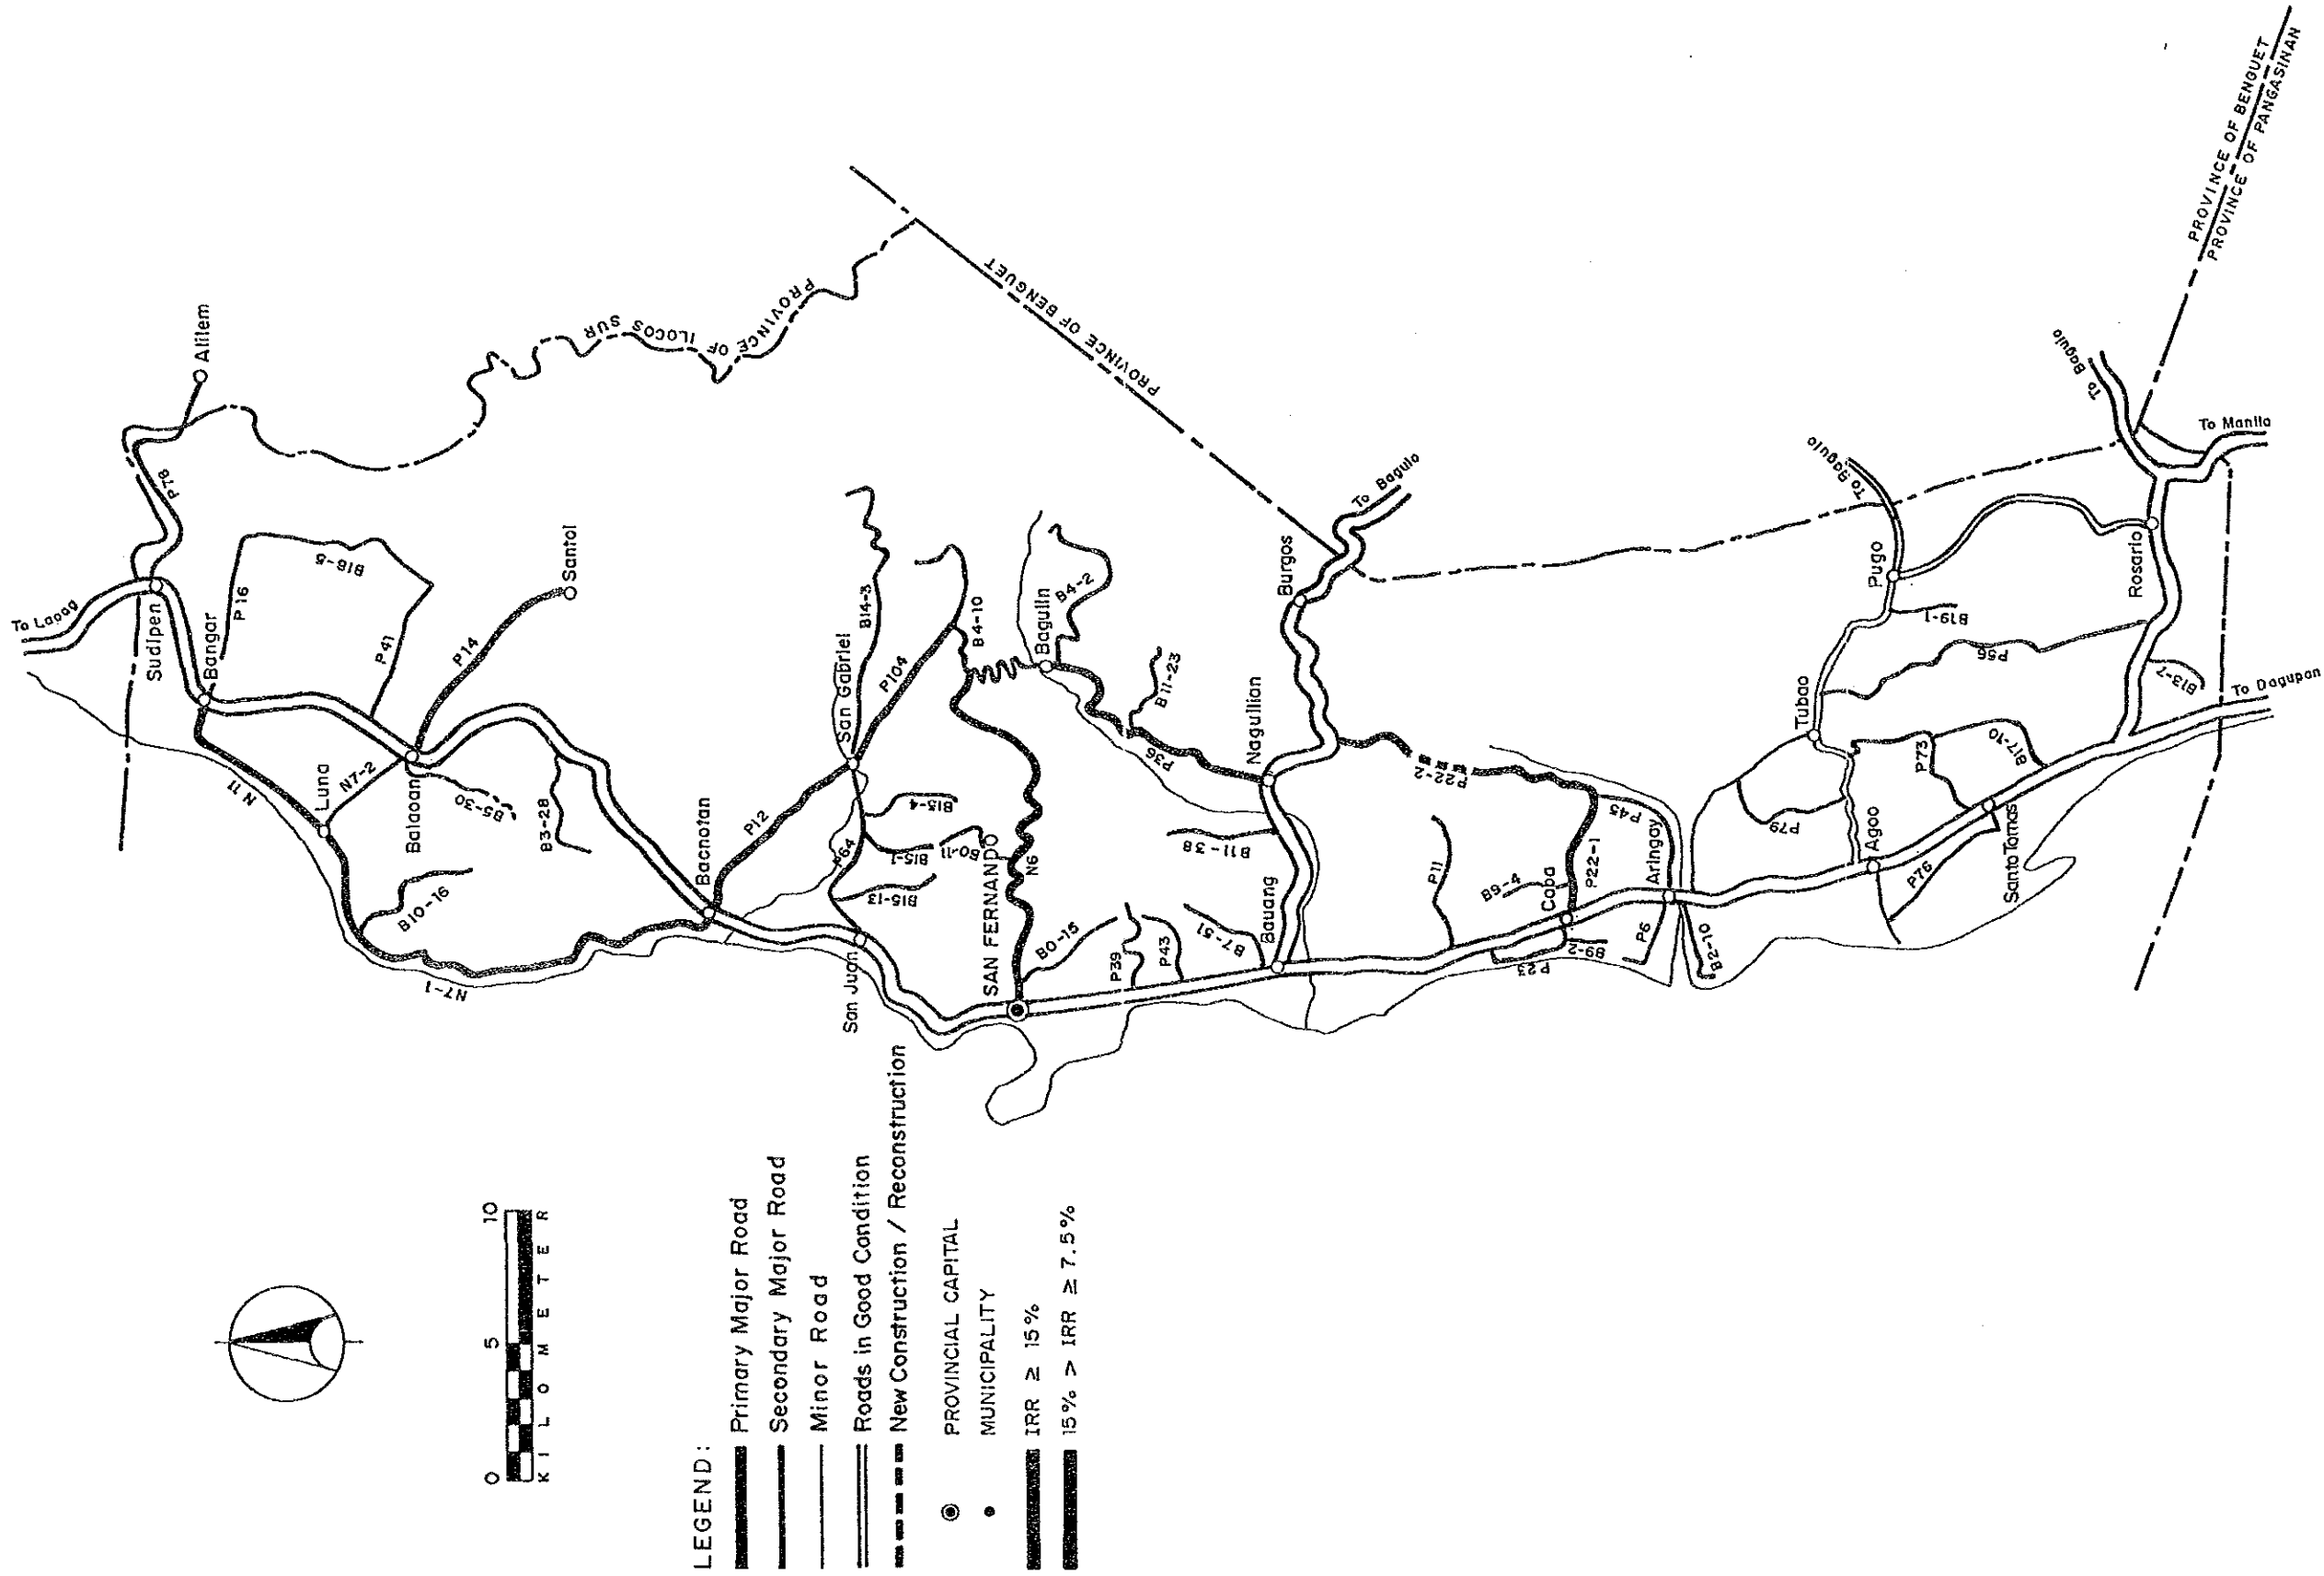 To Laoag
Sudipen
Alilem
P78
Bangar
P16
B18-5
P41
P14
Santol
N11
Luna
N7-2
Balaoan
B5-30
B3-28
B10-16
N7-1
Bacnotan
P12
PROVINCE OF ILOCOS SUR
San Gabriel
B14-3
P104
B4-10
P64
B15-4
B15-1
B0-11
B15-13
San Juan
SAN FERNANDO
N6
B0-15
P39
P43
B7-51
Bagulin
B4-2
B11-23
P36
PROVINCE OF BENGUET
Burgos
To Baguio
Naguilian
B11-38
Bauang
P22-2
P11
B9-4
Caba
P22-1
P45
Aringay
P23
B9-2
P6
B2-10
To Baguio
Pugo
B19-1
Tubao
P56
P79
Agoo
P73
B17-10
P76
Santo Tomas
Rosario
B13-7
To Dagupan
To Baguio
To Manila
PROVINCE OF BENGUET
PROVINCE OF PANGASINAN
0 5 10
KILOMETER
LEGEND:
Primary Major Road
Secondary Major Road
Minor Road
Roads in Good Condition
New Construction / Reconstruction
PROVINCIAL CAPITAL
MUNICIPALITY
IRR ≥ 15%
15% > IRR ≥ 7.5%